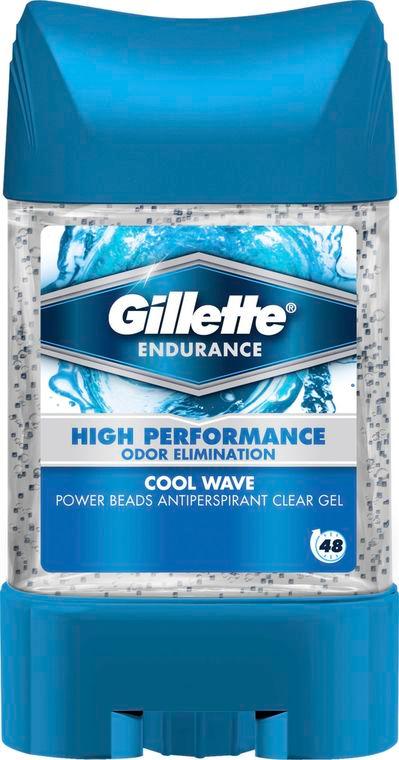 Gillette®
ENDURANCE
HIGH PERFORMANCE
ODOR ELIMINATION
COOL WAVE
POWER BEADS ANTIPERSPIRANT CLEAR GEL
48